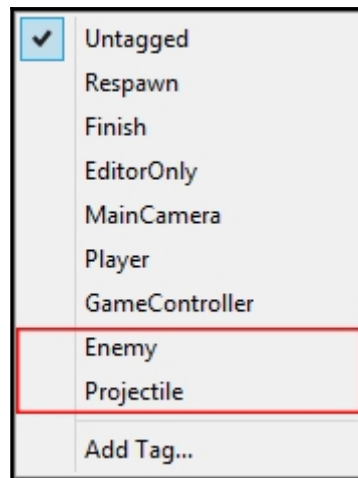 Untagged
Respawn
Finish
EditorOnly
MainCamera
Player
GameController
Enemy
Projectile
Add Tag...